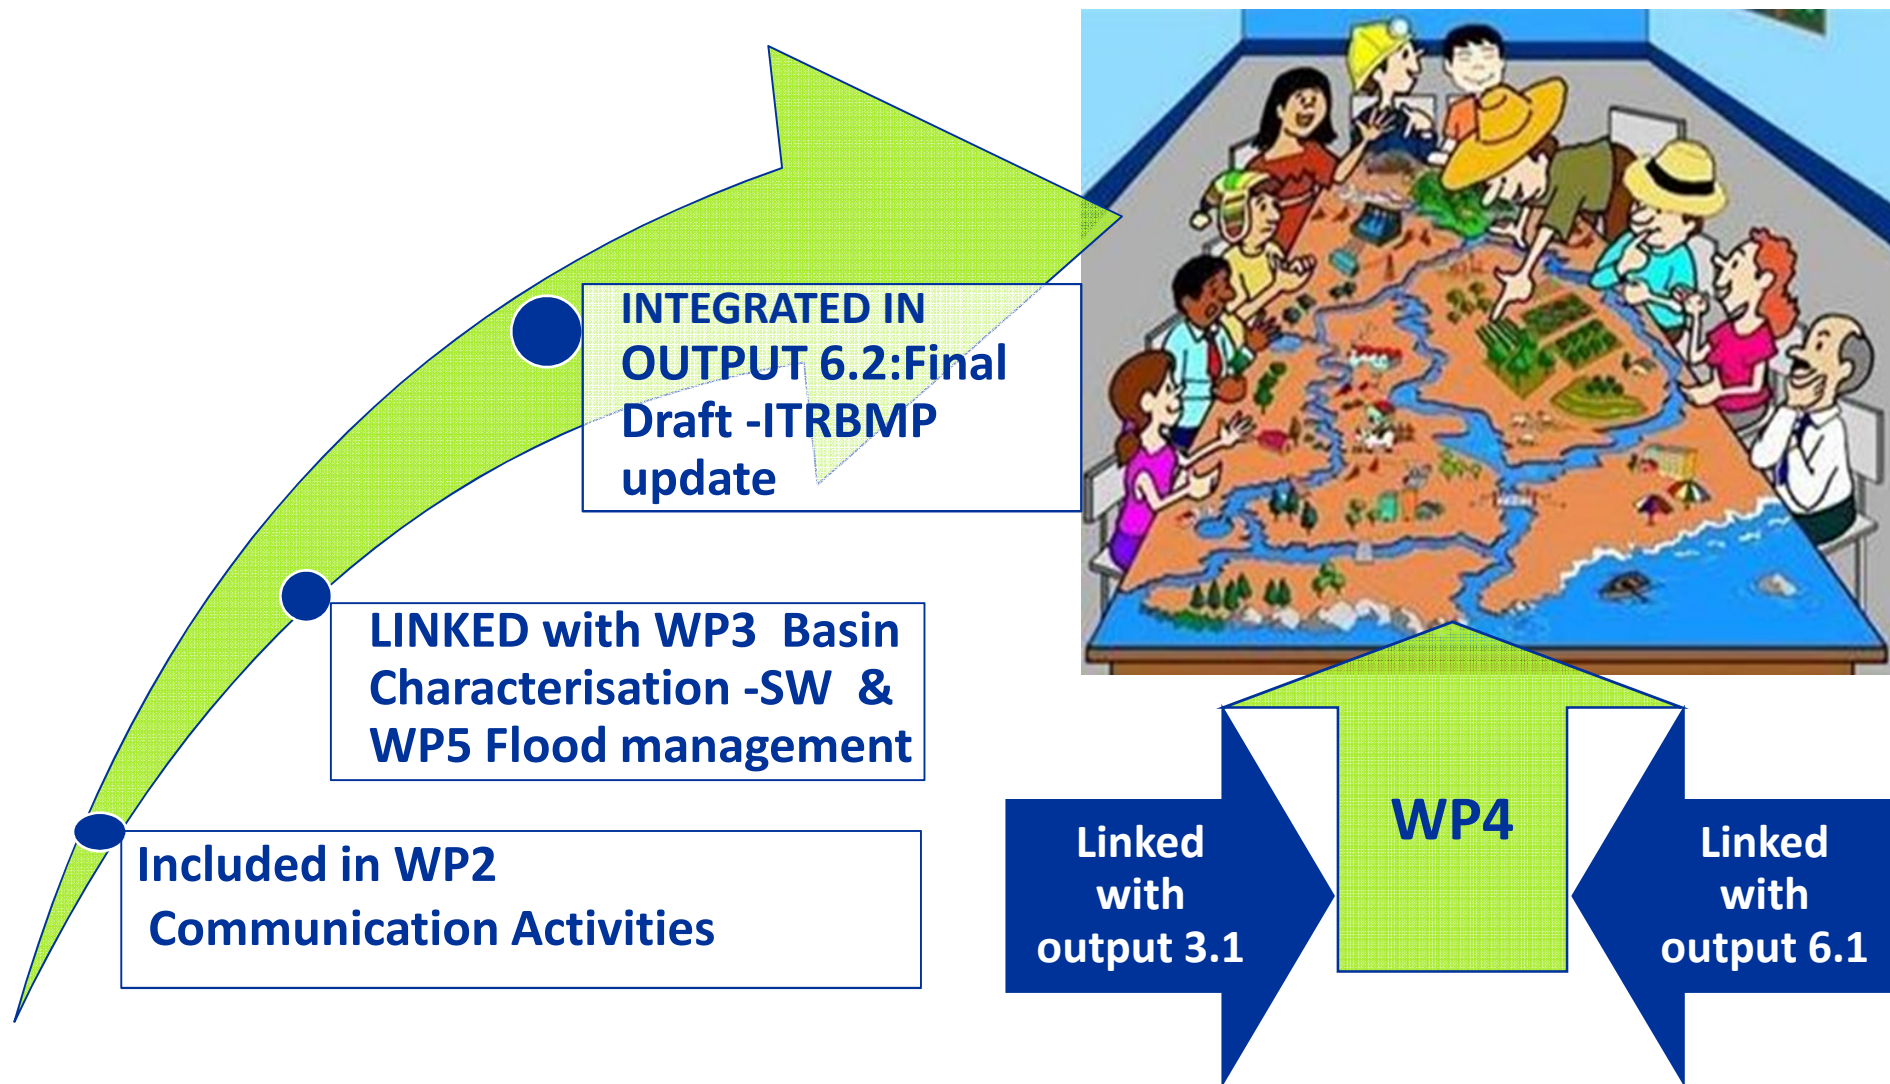 INTEGRATED IN
OUTPUT 6.2:Final
Draft -ITRBMP
update
LINKED with WP3  Basin
Characterisation -SW  &
WP5 Flood management
Included in WP2
Communication Activities
WP4
Linked
with
output 3.1
Linked
with
output 6.1